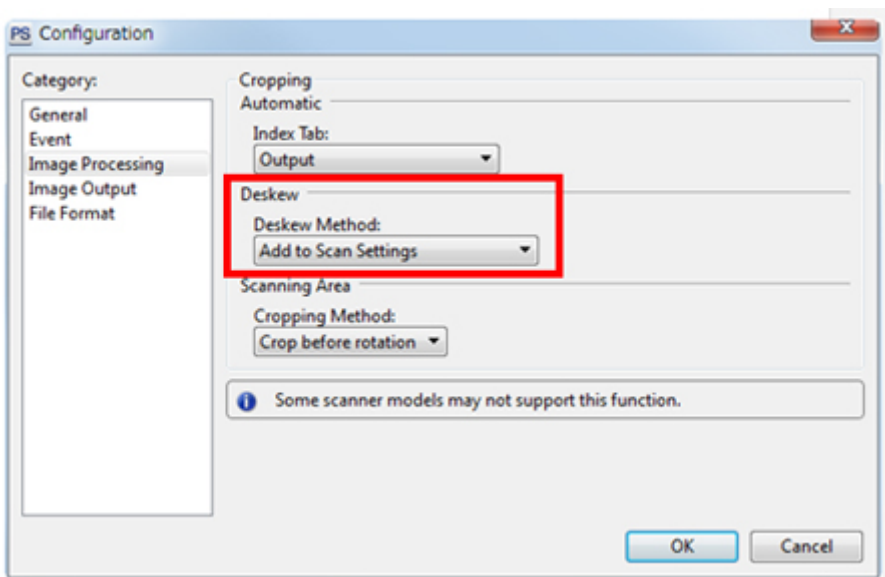 PS Configuration
Category:
General
Event
Image Processing
Image Output
File Format
Cropping
Automatic
Index Tab:
Output
Deskew
Deskew Method:
Add to Scan Settings
Scanning Area
Cropping Method:
Crop before rotation
Some scanner models may not support this function.
OK
Cancel